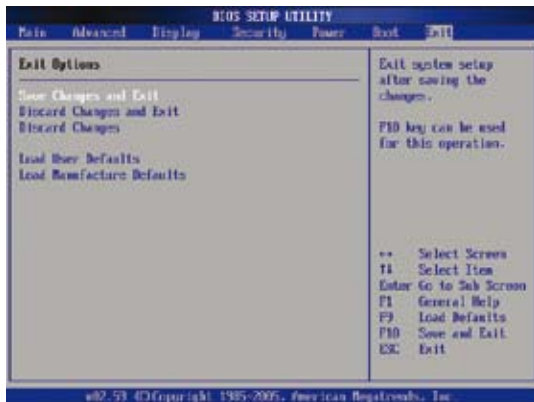 BIOS SETUP UTILITY
Main Advanced Display Security Power Boot Exit
Exit Options
Save Changes and Exit
Discard Changes and Exit
Discard Changes
Load User Defaults
Load Manufacture Defaults
Exit system setup
after saving the
changes.
F10 key can be used
for this operation.
↔ Select Screen
↑↓ Select Item
Enter Go to Sub Screen
F1 General Help
F9 Load Defaults
F10 Save and Exit
ESC Exit
v02.59 (C)Copyright 1985-2005, American Megatrends, Inc.